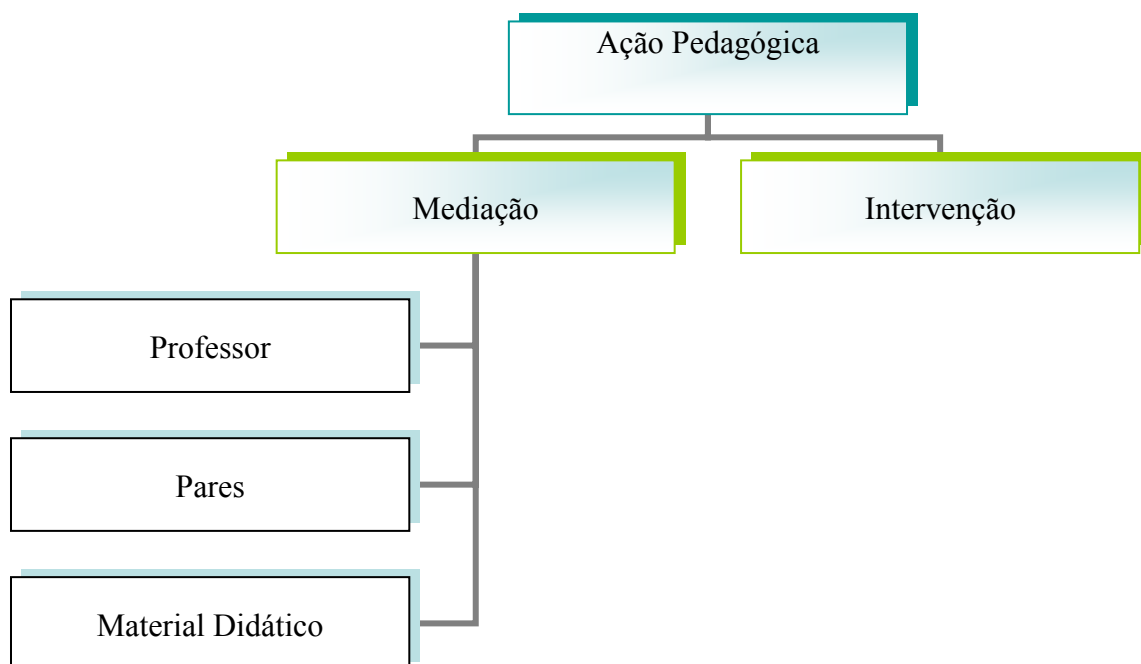 Ação Pedagógica
Mediação
Intervenção
Professor
Pares
Material Didático